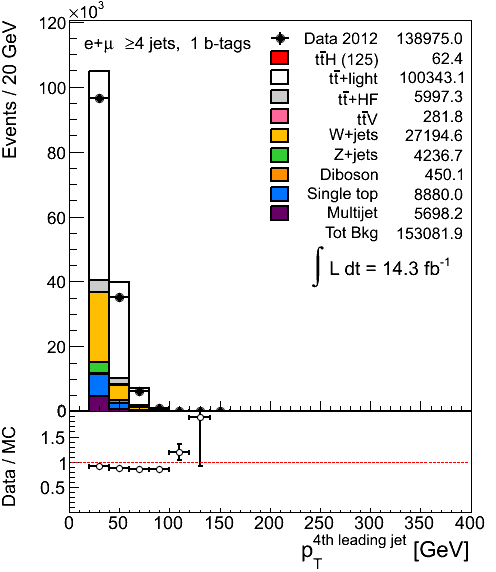 ×10³
120
100
80
60
40
20
0
Events / 20 GeV
e+μ ≥4 jets, 1 b-tags
Data 2012 138975.0
tt̄H (125) 62.4
tt̄+light 100343.1
tt̄+HF 5997.3
tt̄V 281.8
W+jets 27194.6
Z+jets 4236.7
Diboson 450.1
Single top 8880.0
Multijet 5698.2
Tot Bkg 153081.9
∫ L dt = 14.3 fb⁻¹
Data / MC
1.5
1
0.5
0 50 100 150 200 250 300 350 400
p_T^4th leading jet [GeV]